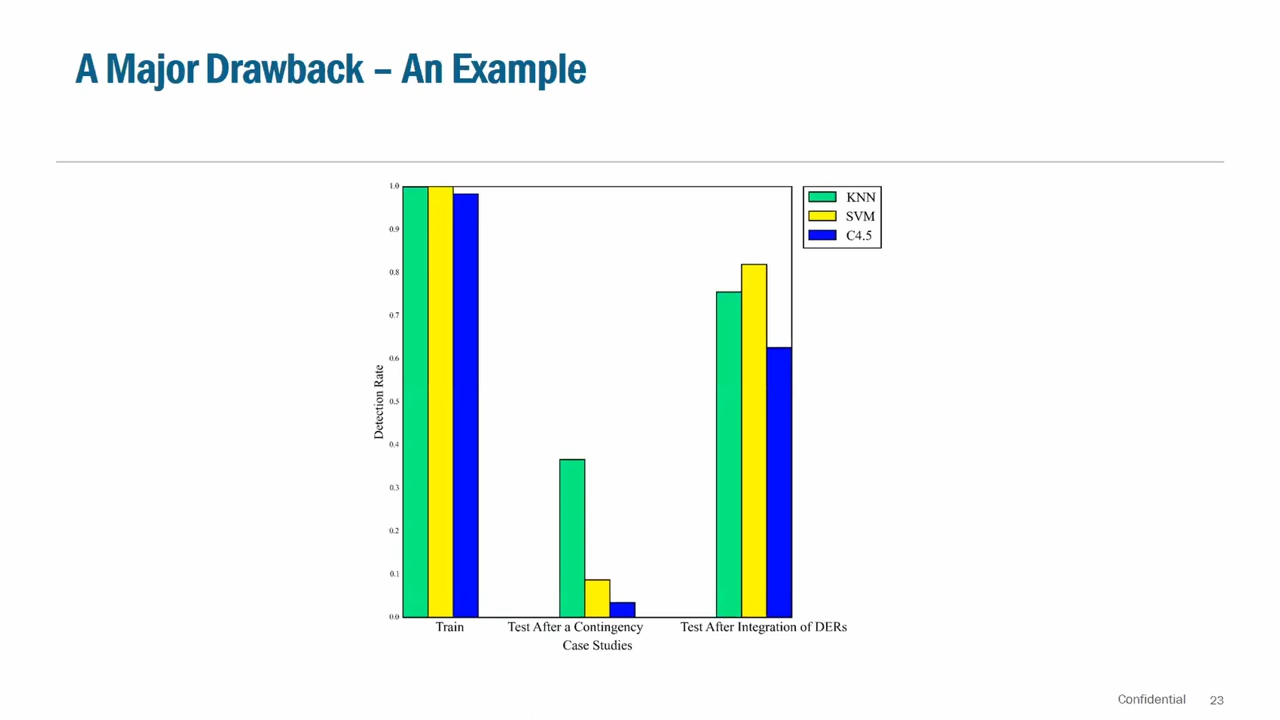 A Major Drawback – An Example
1.0
0.9
0.8
0.7
0.6
0.5
0.4
0.3
0.2
0.1
0.0
Detection Rate
KNN
SVM
C4.5
Train
Test After a Contingency
Test After Integration of DERs
Case Studies
Confidential
23